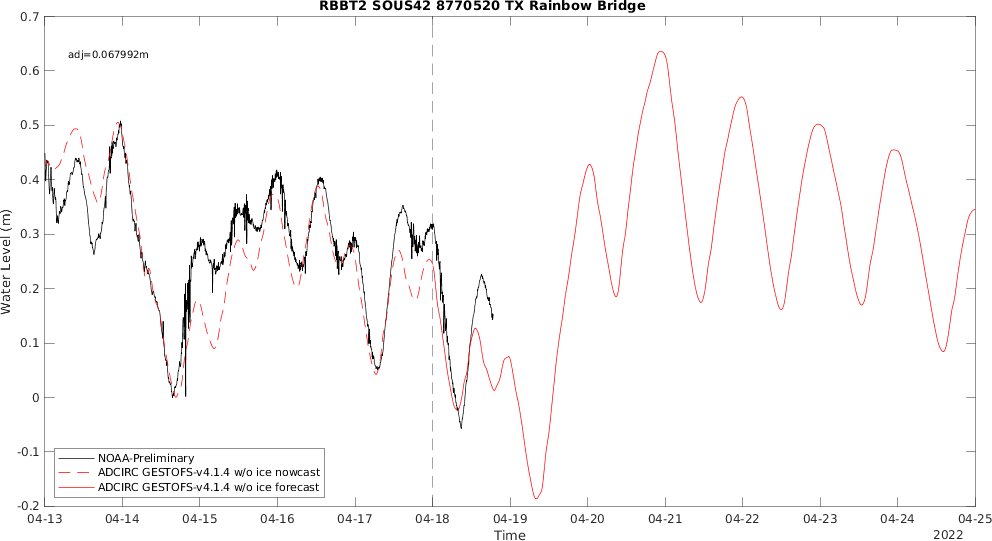 RBBT2 SOUS42 8770520 TX Rainbow Bridge
adj=0.067992m
0.7
0.6
0.5
0.4
0.3
0.2
0.1
0
-0.1
-0.2
Water Level (m)
NOAA-Preliminary
ADCIRC GESTOFS-v4.1.4 w/o ice nowcast
ADCIRC GESTOFS-v4.1.4 w/o ice forecast
04-13 04-14 04-15 04-16 04-17 04-18 04-19 04-20 04-21 04-22 04-23 04-24 04-25
Time
2022